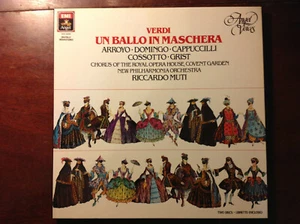 VERDI
UN BALLO IN MASCHERA
ARROYO·DOMINGO·CAPPUCCILLI
COSSOTTO·GRIST
CHORUS OF THE ROYAL OPERA HOUSE, COVENT GARDEN
NEW PHILHARMONIA ORCHESTRA
RICCARDO MUTI
Angel
Voices